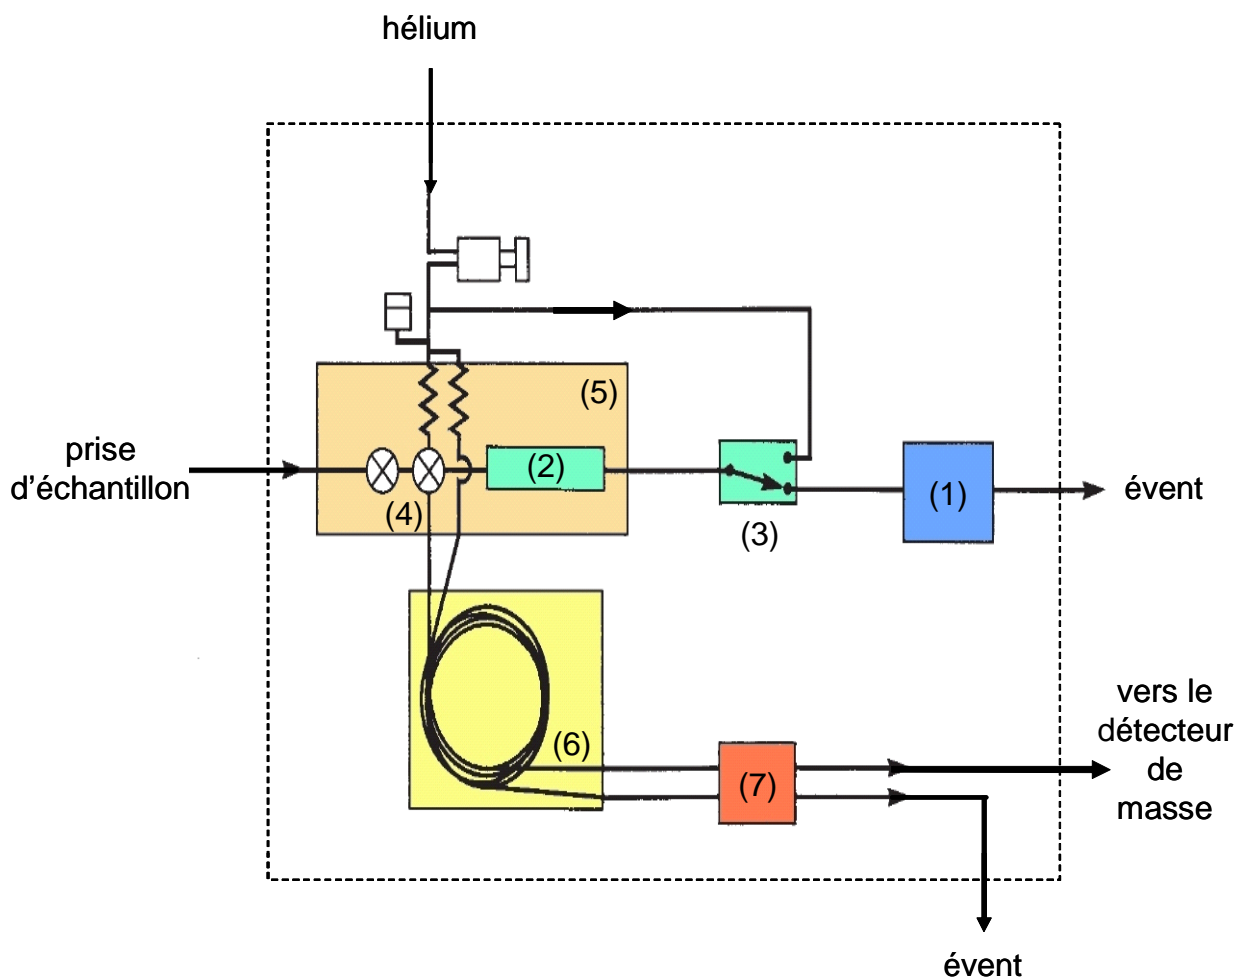 hélium
(5)
prise
d'échantillon
(2)
(4)
(3)
(1)
évent
(6)
(7)
vers le
détecteur
de
masse
évent